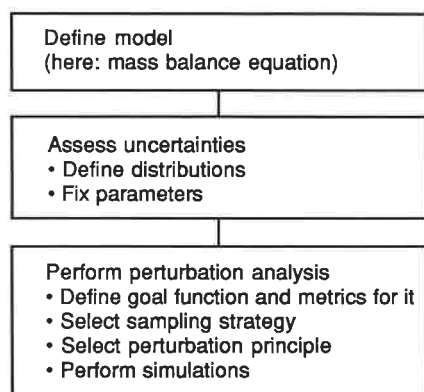 Define model
(here: mass balance equation)
Assess uncertainties
• Define distributions
• Fix parameters
Perform perturbation analysis
• Define goal function and metrics for it
• Select sampling strategy
• Select perturbation principle
• Perform simulations